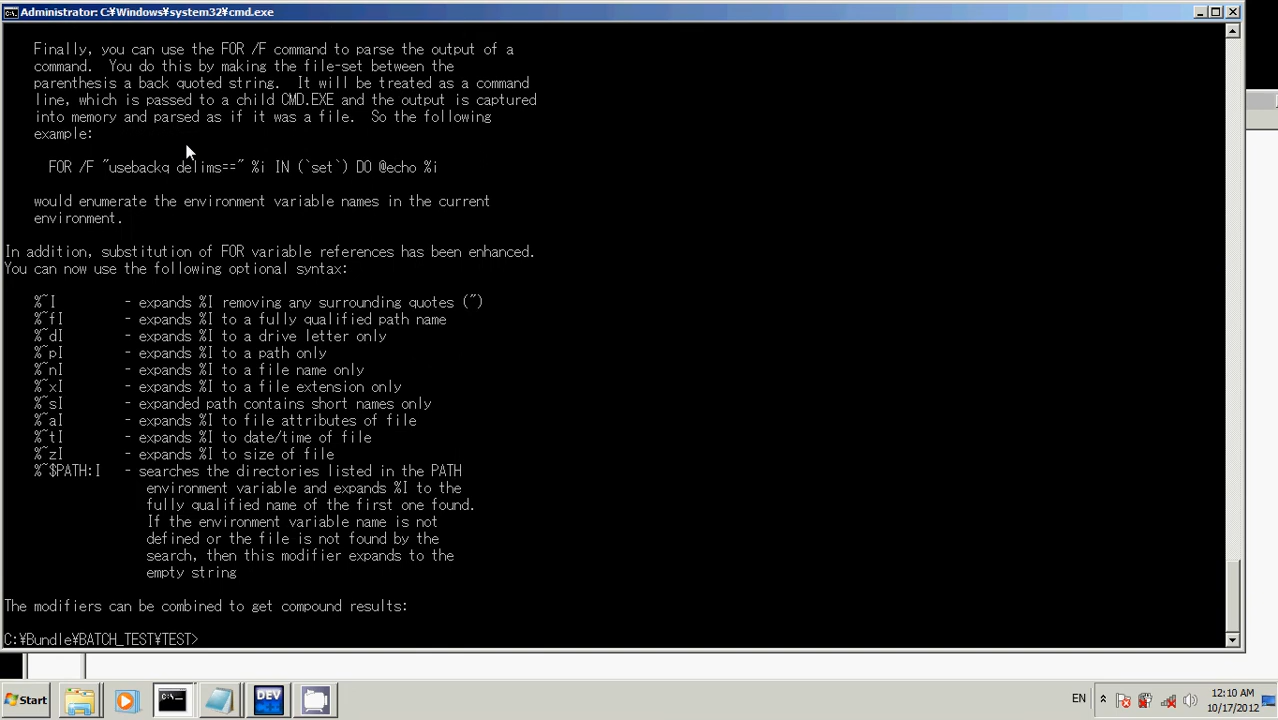 Administrator: C:¥Windows¥system32¥cmd.exe
Finally, you can use the FOR /F command to parse the output of a
command.  You do this by making the file-set between the
parenthesis a back quoted string.  It will be treated as a command
line, which is passed to a child CMD.EXE and the output is captured
into memory and parsed as if it was a file.  So the following
example:
FOR /F "usebackq delims==" %i IN (`set`) DO @echo %i
would enumerate the environment variable names in the current
environment.
In addition, substitution of FOR variable references has been enhanced.
You can now use the following optional syntax:
%~I         - expands %I removing any surrounding quotes (")
%~fI        - expands %I to a fully qualified path name
%~dI        - expands %I to a drive letter only
%~pI        - expands %I to a path only
%~nI        - expands %I to a file name only
%~xI        - expands %I to a file extension only
%~sI        - expanded path contains short names only
%~aI        - expands %I to file attributes of file
%~tI        - expands %I to date/time of file
%~zI        - expands %I to size of file
%~$PATH:I   - searches the directories listed in the PATH
environment variable and expands %I to the
fully qualified name of the first one found.
If the environment variable name is not
defined or the file is not found by the
search, then this modifier expands to the
empty string
The modifiers can be combined to get compound results:
C:¥Bundle¥BATCH_TEST¥TEST>
Start
DEV
EN
12:10 AM
10/17/2012